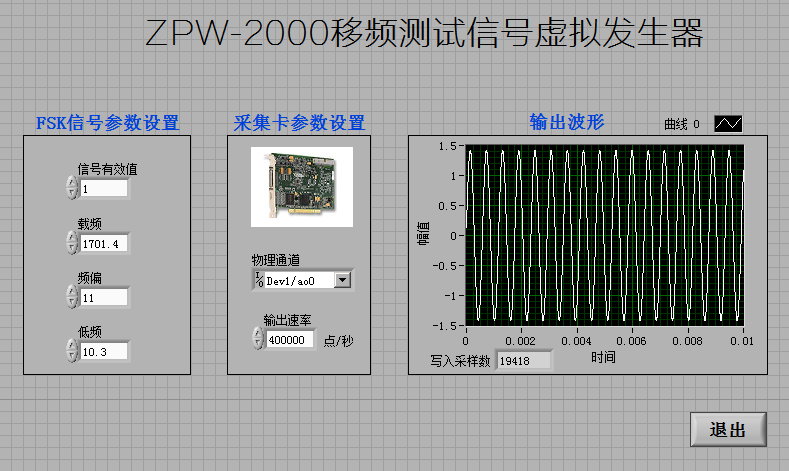 ZPW-2000移频测试信号虚拟发生器
FSK信号参数设置
信号有效值
1
载频
1701.4
频偏
11
低频
10.3
采集卡参数设置
物理通道
I/O Dev1/ao0
输出速率
400000 点/秒
输出波形
曲线 0
幅值
1.5
1
0.5
0
-0.5
-1
-1.5
0 0.002 0.004 0.006 0.008 0.01
时间
写入采样数 19418
退出